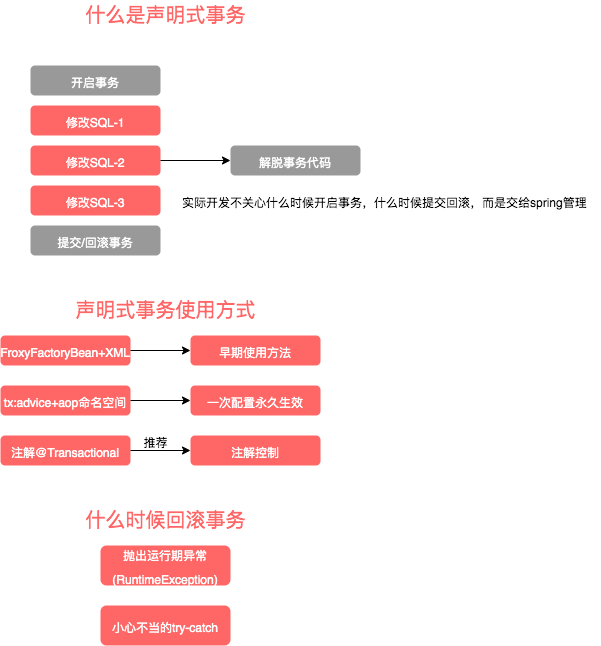 什么是声明式事务
开启事务
修改SQL-1
修改SQL-2
解脱事务代码
修改SQL-3
实际开发不关心什么时候开启事务，什么时候提交回滚，而是交给spring管理
提交/回滚事务
声明式事务使用方式
FroxyFactoryBean+XML
早期使用方法
tx:advice+aop命名空间
一次配置永久生效
注解@Transactional
推荐
注解控制
什么时候回滚事务
抛出运行期异常
(RuntimeException)
小心不当的try-catch